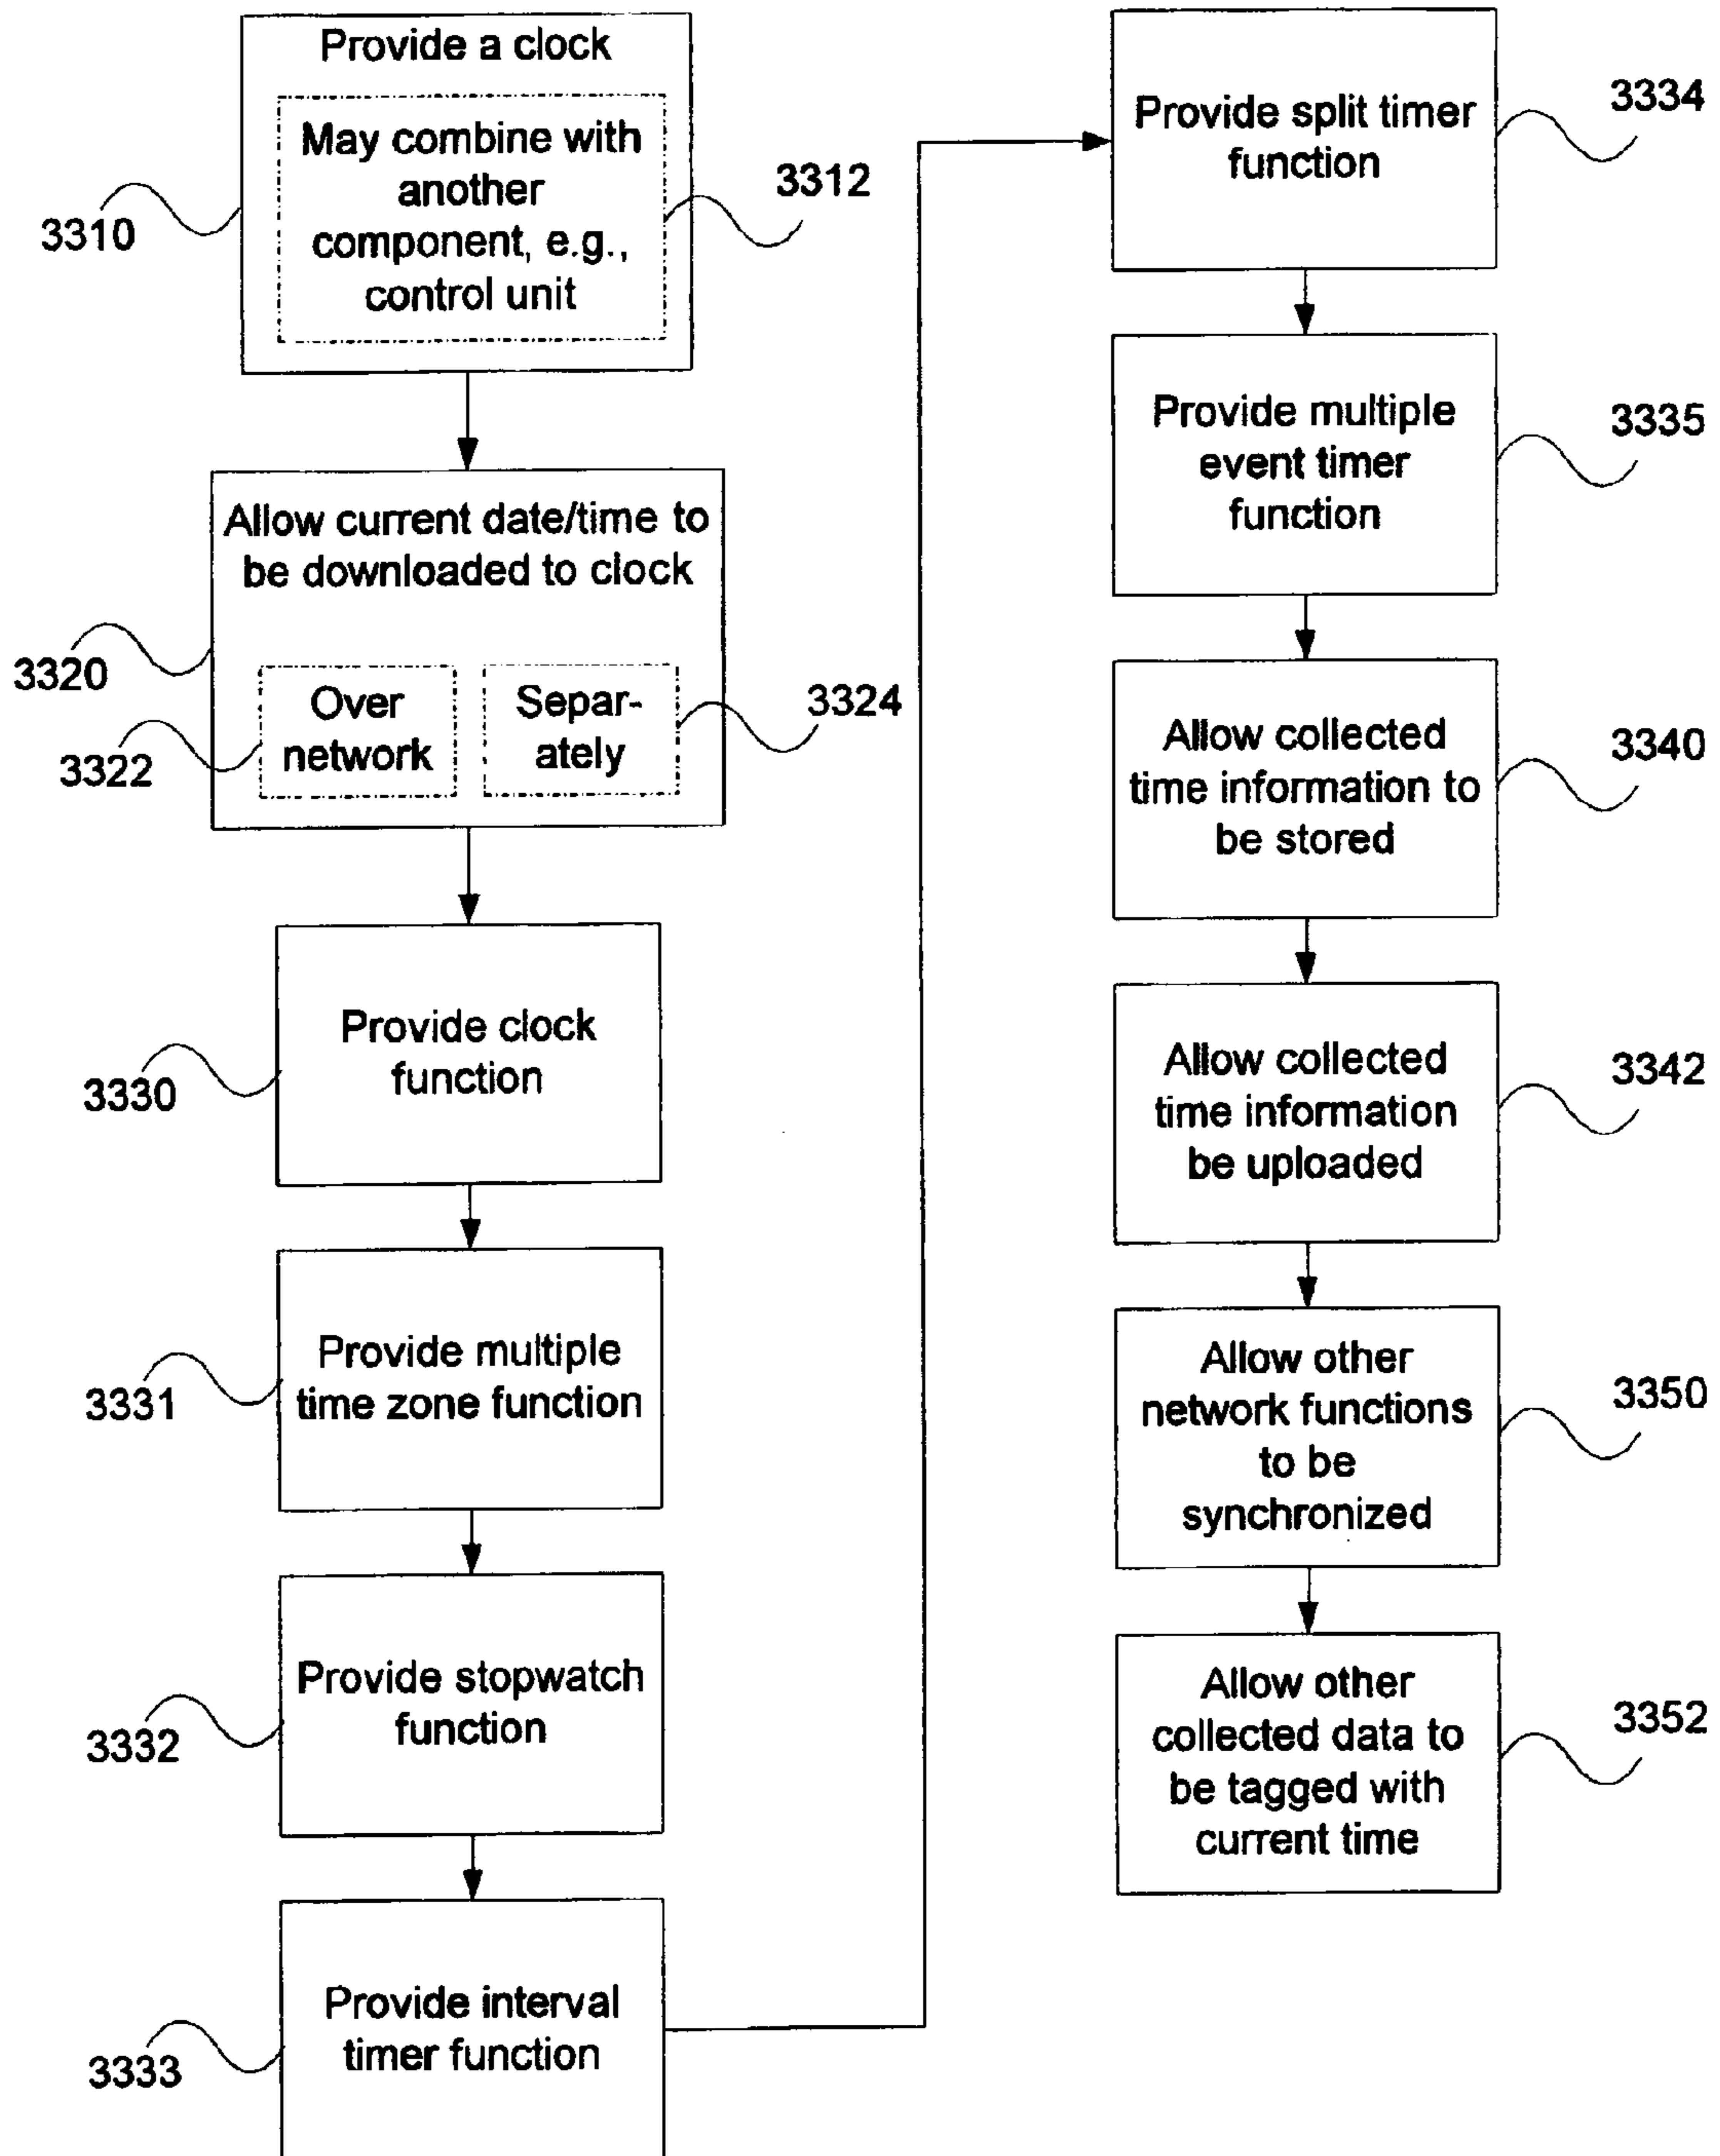 Provide a clock
May combine with
another
component, e.g.,
control unit
3312
3310
Allow current date/time to
be downloaded to clock
3320
Over
network
3322
Separ-
ately
3324
Provide clock
function
3330
Provide multiple
time zone function
3331
Provide stopwatch
function
3332
Provide interval
timer function
3333
Provide split timer
function
3334
Provide multiple
event timer
function
3335
Allow collected
time information to
be stored
3340
Allow collected
time information
be uploaded
3342
Allow other
network functions
to be
synchronized
3350
Allow other
collected data to
be tagged with
current time
3352